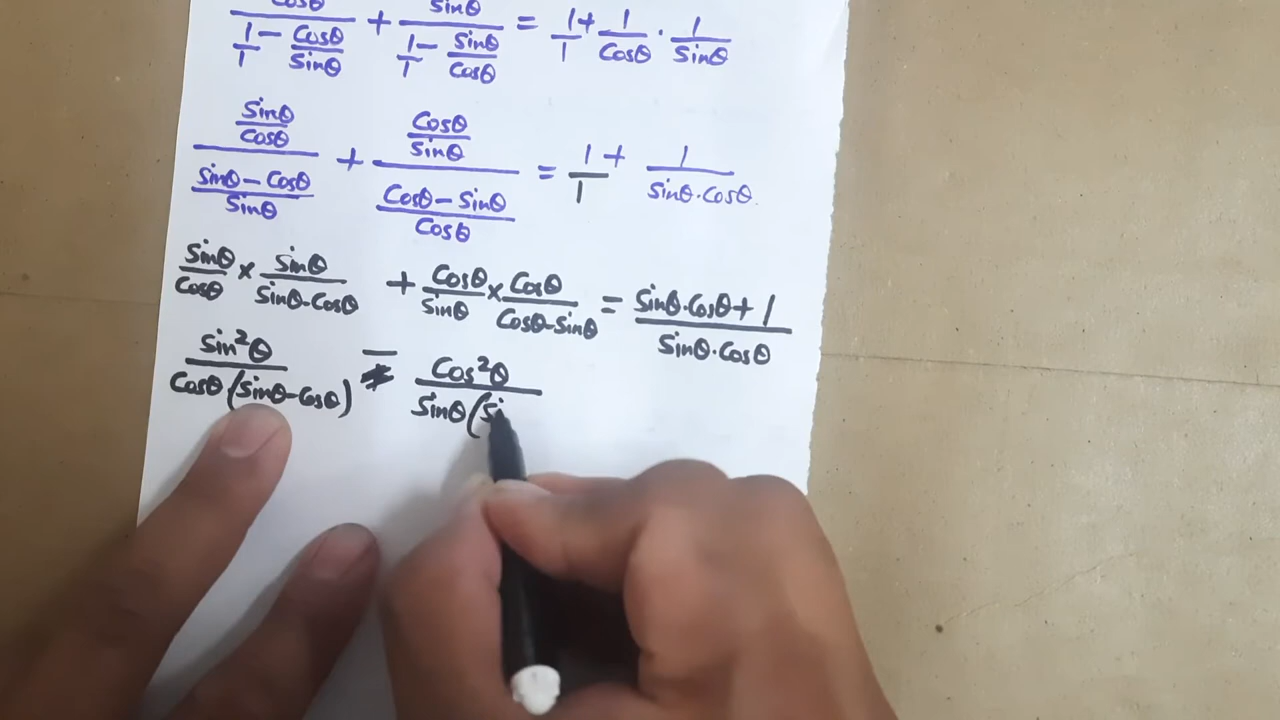 cosθ/(1/1 - Cosθ/Sinθ) + Sinθ/(1/1 - Sinθ/Cosθ) = 1/1 + 1/Cosθ · 1/Sinθ
(Sinθ/Cosθ)/((Sinθ - Cosθ)/Sinθ) + (Cosθ/Sinθ)/((Cosθ - Sinθ)/Cosθ) = 1/1 + 1/(Sinθ·Cosθ)
Sinθ/Cosθ × Sinθ/(Sinθ-Cosθ) + Cosθ/Sinθ × Cosθ/(Cosθ-Sinθ) = (Sinθ·Cosθ + 1)/(Sinθ·Cosθ)
Sin²θ/(Cosθ(Sinθ-Cosθ)) - Cos²θ/(Sinθ(Si